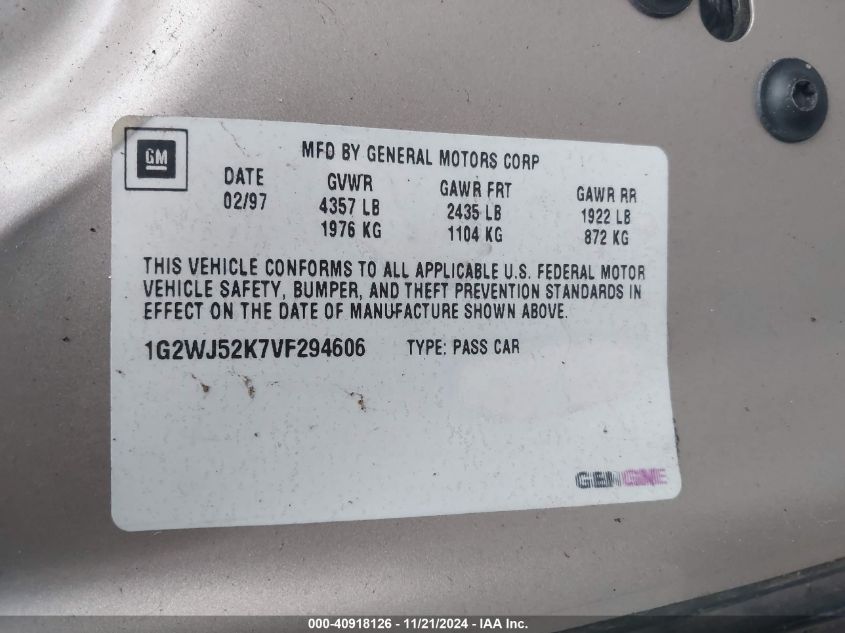 GM
MFD BY GENERAL MOTORS CORP
DATE GVWR GAWR FRT GAWR RR
02/97 4357 LB 2435 LB 1922 LB
1976 KG 1104 KG 872 KG
THIS VEHICLE CONFORMS TO ALL APPLICABLE U.S. FEDERAL MOTOR
VEHICLE SAFETY, BUMPER, AND THEFT PREVENTION STANDARDS IN
EFFECT ON THE DATE OF MANUFACTURE SHOWN ABOVE.
1G2WJ52K7VF294606 TYPE: PASS CAR
000-40918126 - 11/21/2024 - IAA Inc.